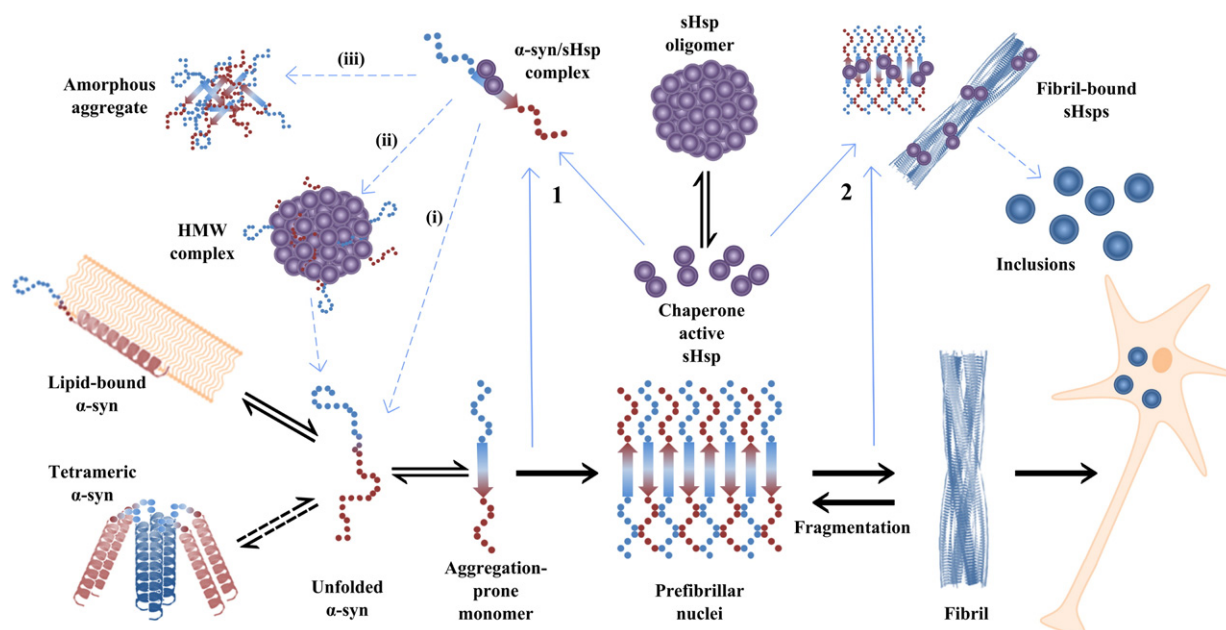 sHsp
oligomer
α-syn/sHsp
complex
(iii)
Amorphous
aggregate
Fibril-bound
sHsps
(ii)
1
2
(i)
HMW
complex
Inclusions
Chaperone
active
sHsp
Lipid-bound
α-syn
Tetrameric
α-syn
Fragmentation
Unfolded
α-syn
Aggregation-
prone
monomer
Prefibrillar
nuclei
Fibril